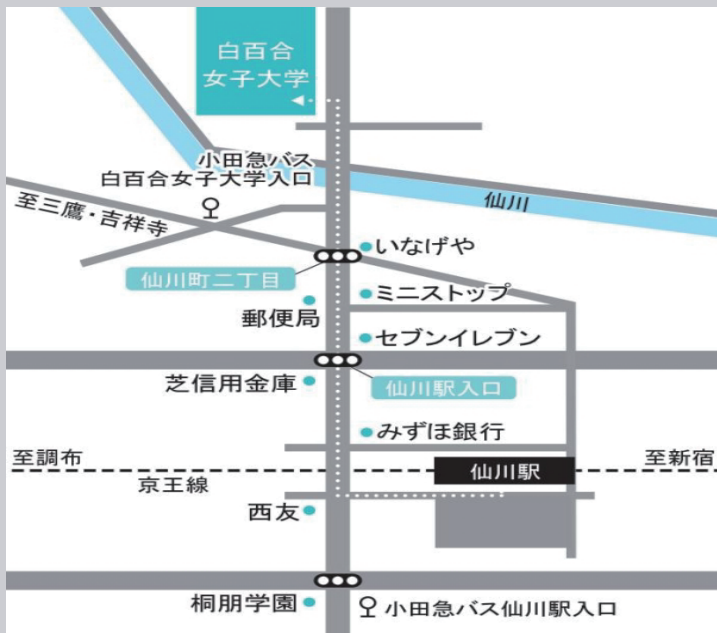 白百合
女子大学
小田急バス
白百合女子大学入口
至三鷹・吉祥寺
仙川
いなげや
仙川町二丁目
ミニストップ
郵便局
セブンイレブン
芝信用金庫
仙川駅入口
みずほ銀行
至調布
仙川駅
至新宿
京王線
西友
桐朋学園
小田急バス仙川駅入口